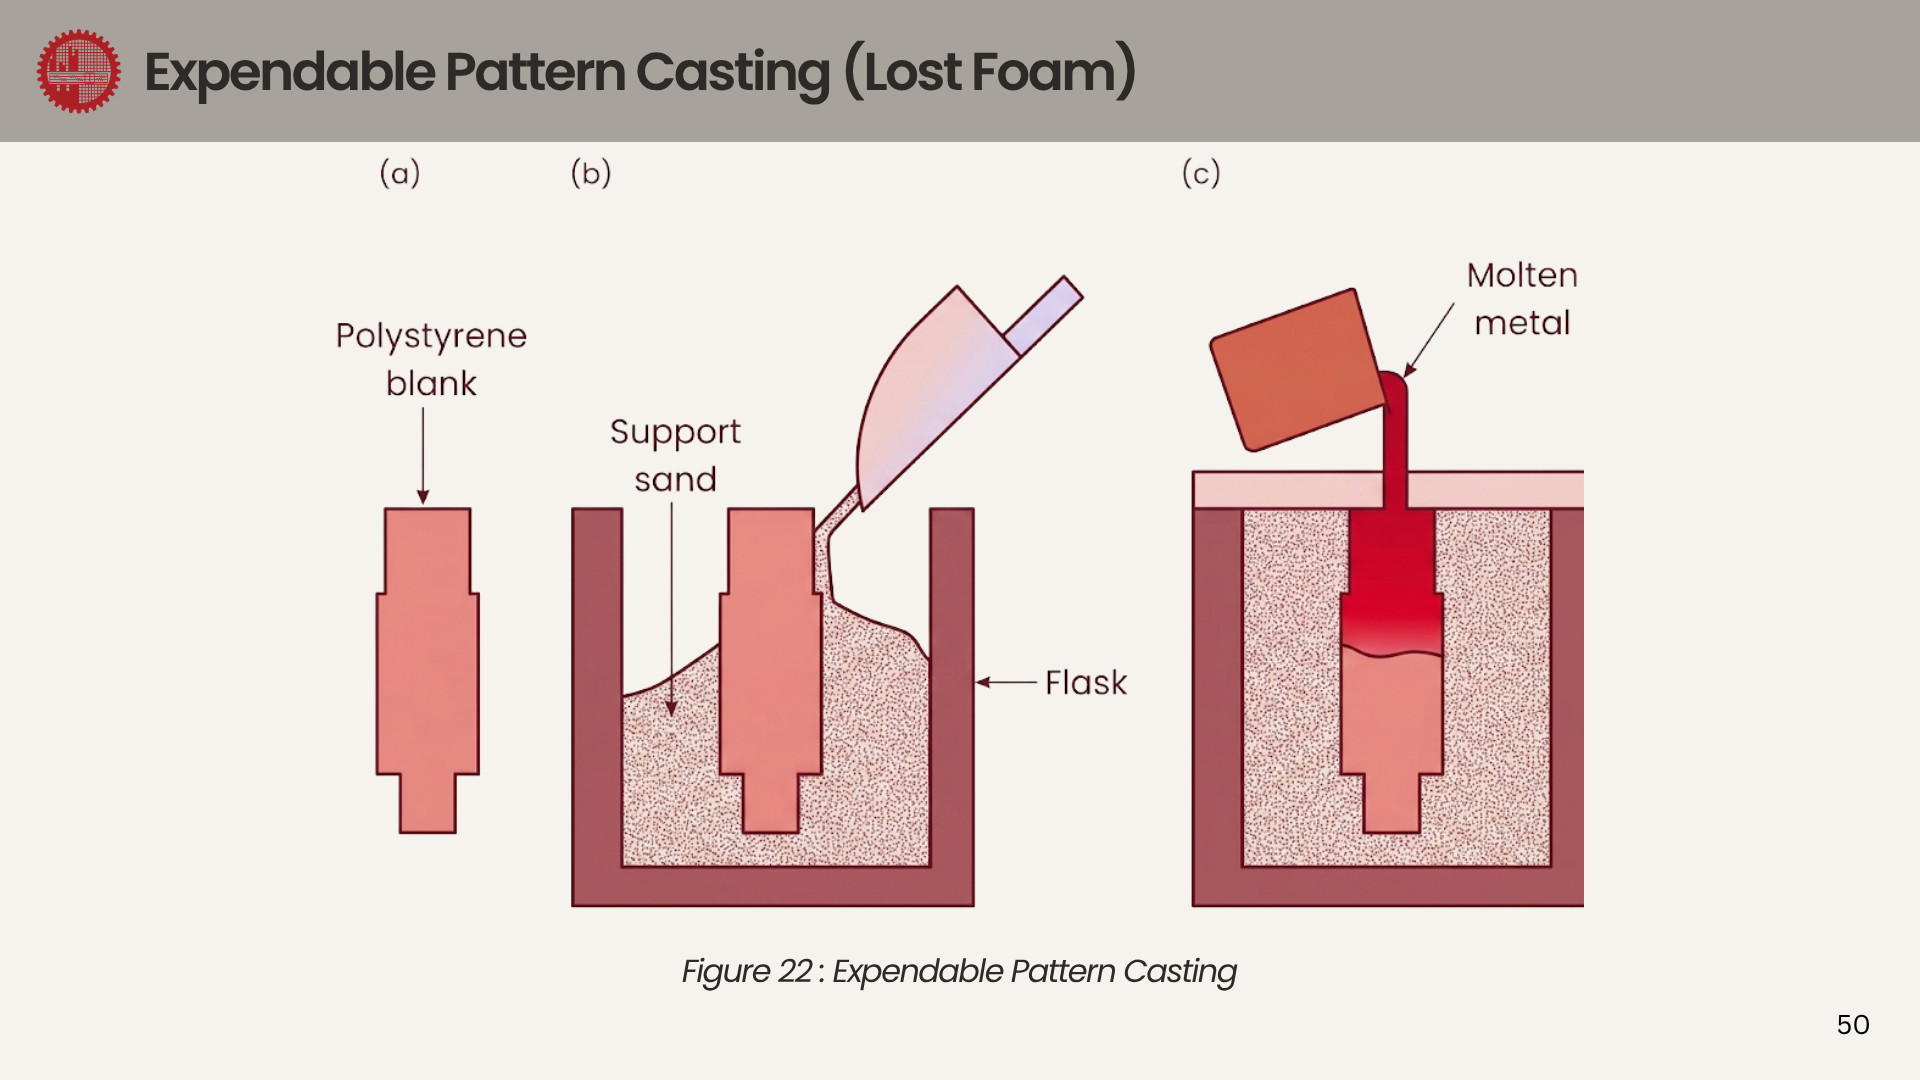 Expendable Pattern Casting (Lost Foam)
(a)
(b)
(c)
Polystyrene
blank
Support
sand
Flask
Molten
metal
Figure 22 : Expendable Pattern Casting
50